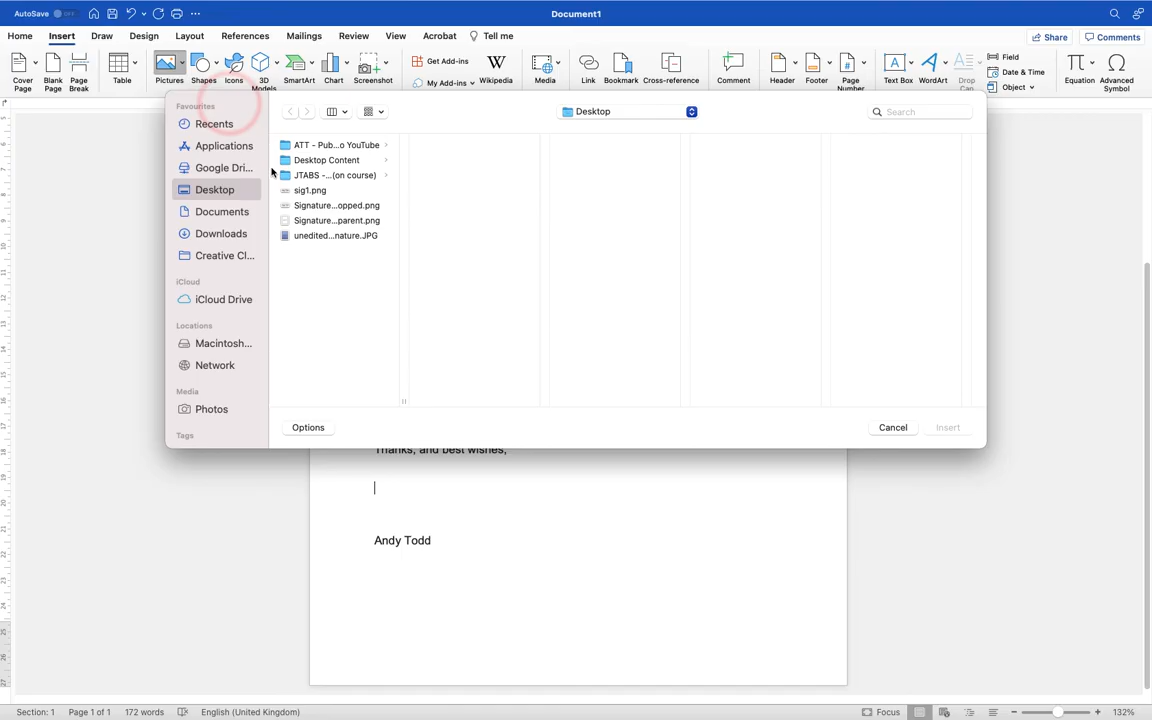 AutoSave OFF
Document1
Home Insert Draw Design Layout References Mailings Review View Acrobat Tell me
Share Comments
Cover Page
Blank Page
Page Break
Table
Pictures
Shapes
Icons
3D Models
SmartArt
Chart
Screenshot
Get Add-ins
My Add-ins
Wikipedia
Media
Link
Bookmark
Cross-reference
Comment
Header
Footer
Page Number
Text Box
WordArt
Drop Cap
Field
Date & Time
Object
Equation
Advanced Symbol
Favourites
Recents
Applications
Google Dri...
Desktop
Documents
Downloads
Creative Cl...
iCloud
iCloud Drive
Locations
Macintosh...
Network
Media
Photos
Tags
Desktop
Search
ATT - Pub...o YouTube
Desktop Content
JTABS -...(on course)
sig1.png
Signature...opped.png
Signature...parent.png
unedited...nature.JPG
Options
Cancel
Insert
Thanks, and best wishes,
Andy Todd
Section: 1 Page 1 of 1 172 words English (United Kingdom)
Focus
132%